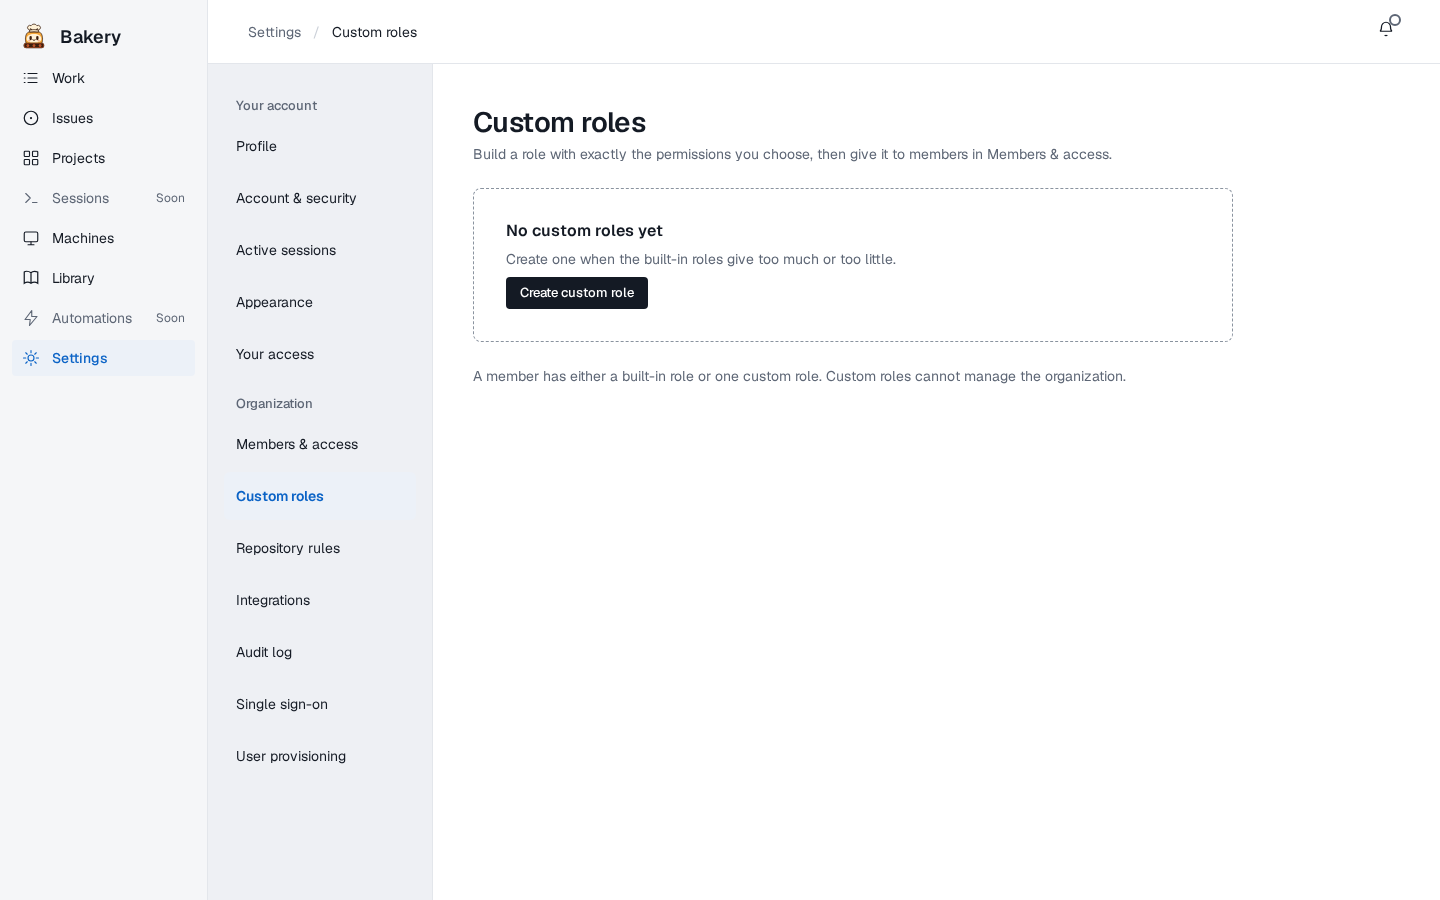 Bakery
Work
Issues
Projects
Sessions Soon
Machines
Library
Automations Soon
Settings
Settings / Custom roles
Your account
Profile
Account & security
Active sessions
Appearance
Your access
Organization
Members & access
Custom roles
Repository rules
Integrations
Audit log
Single sign-on
User provisioning
Custom roles
Build a role with exactly the permissions you choose, then give it to members in Members & access.
No custom roles yet
Create one when the built-in roles give too much or too little.
Create custom role
A member has either a built-in role or one custom role. Custom roles cannot manage the organization.